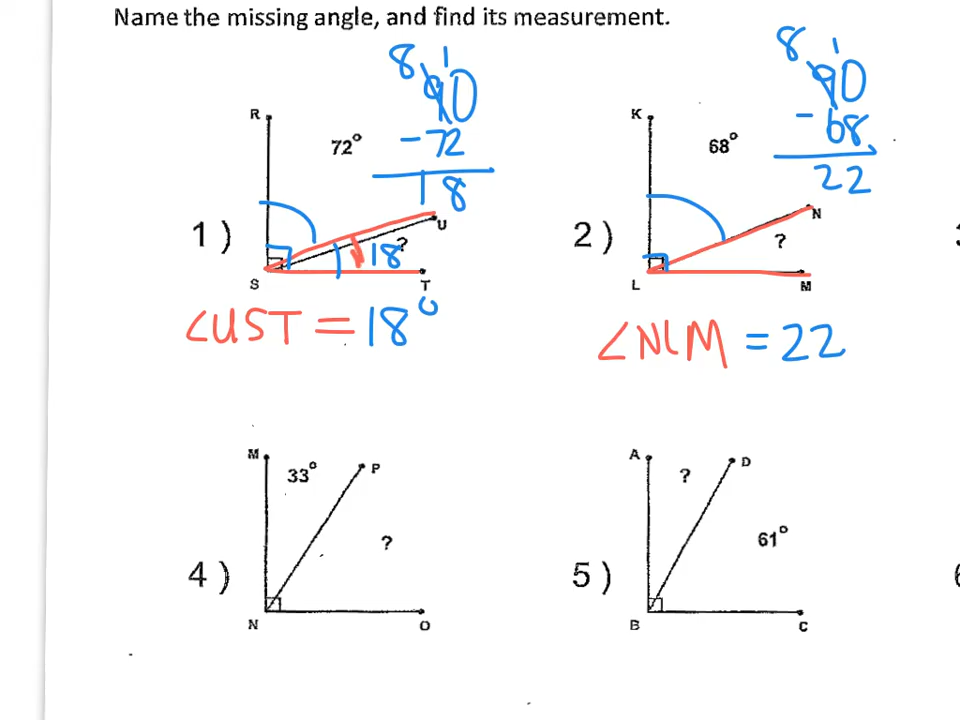 Name the missing angle, and find its measurement.
8 1
90
- 72
18
R
72°
1)
U
?
18
S
T
∠UST = 18°
8 1
90
- 68
22
K
68°
2)
N
?
L
M
∠NLM = 22
M
33°
P
?
4)
N
O
A
?
D
61°
5)
B
C